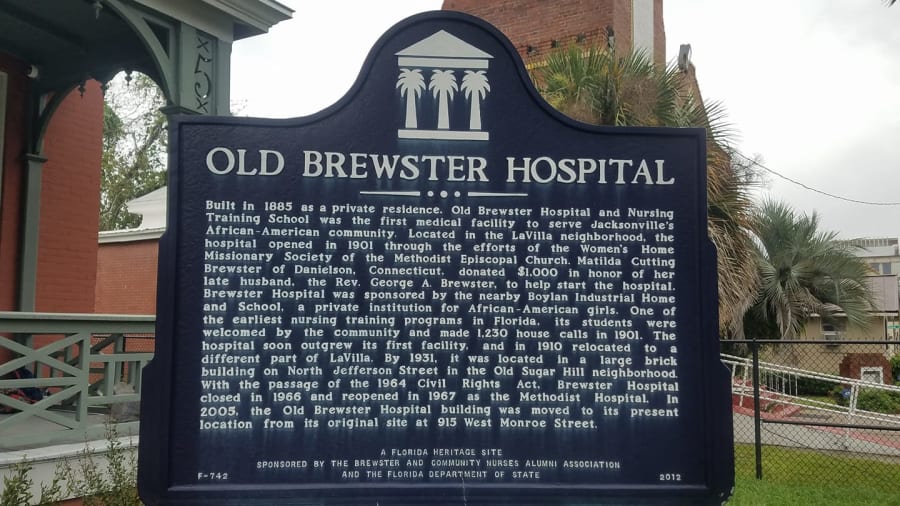 OLD BREWSTER HOSPITAL
Built in 1885 as a private residence, Old Brewster Hospital and Nursing
Training School was the first medical facility to serve Jacksonville's
African-American community. Located in the LaVilla neighborhood, the
hospital opened in 1901 through the efforts of the Women's Home
Missionary Society of the Methodist Episcopal Church. Matilda Cutting
Brewster of Danielson, Connecticut, donated $1,000 in honor of her
late husband, the Rev. George A. Brewster, to help start the hospital.
Brewster Hospital was sponsored by the nearby Boylan Industrial Home
and School, a private institution for African-American girls. One of
the earliest nursing training programs in Florida, its students were
welcomed by the community and made 1,230 house calls in 1901. The
hospital soon outgrew its first facility, and in 1910 relocated to a
different part of LaVilla. By 1931, it was located in a large brick
building on North Jefferson Street in the Old Sugar Hill neighborhood.
With the passage of the 1964 Civil Rights Act, Brewster Hospital
closed in 1966 and reopened in 1967 as the Methodist Hospital. In
2005, the Old Brewster Hospital building was moved to its present
location from its original site at 915 West Monroe Street.
A FLORIDA HERITAGE SITE
SPONSORED BY THE BREWSTER AND COMMUNITY NURSES ALUMNI ASSOCIATION
F-742 AND THE FLORIDA DEPARTMENT OF STATE 2012